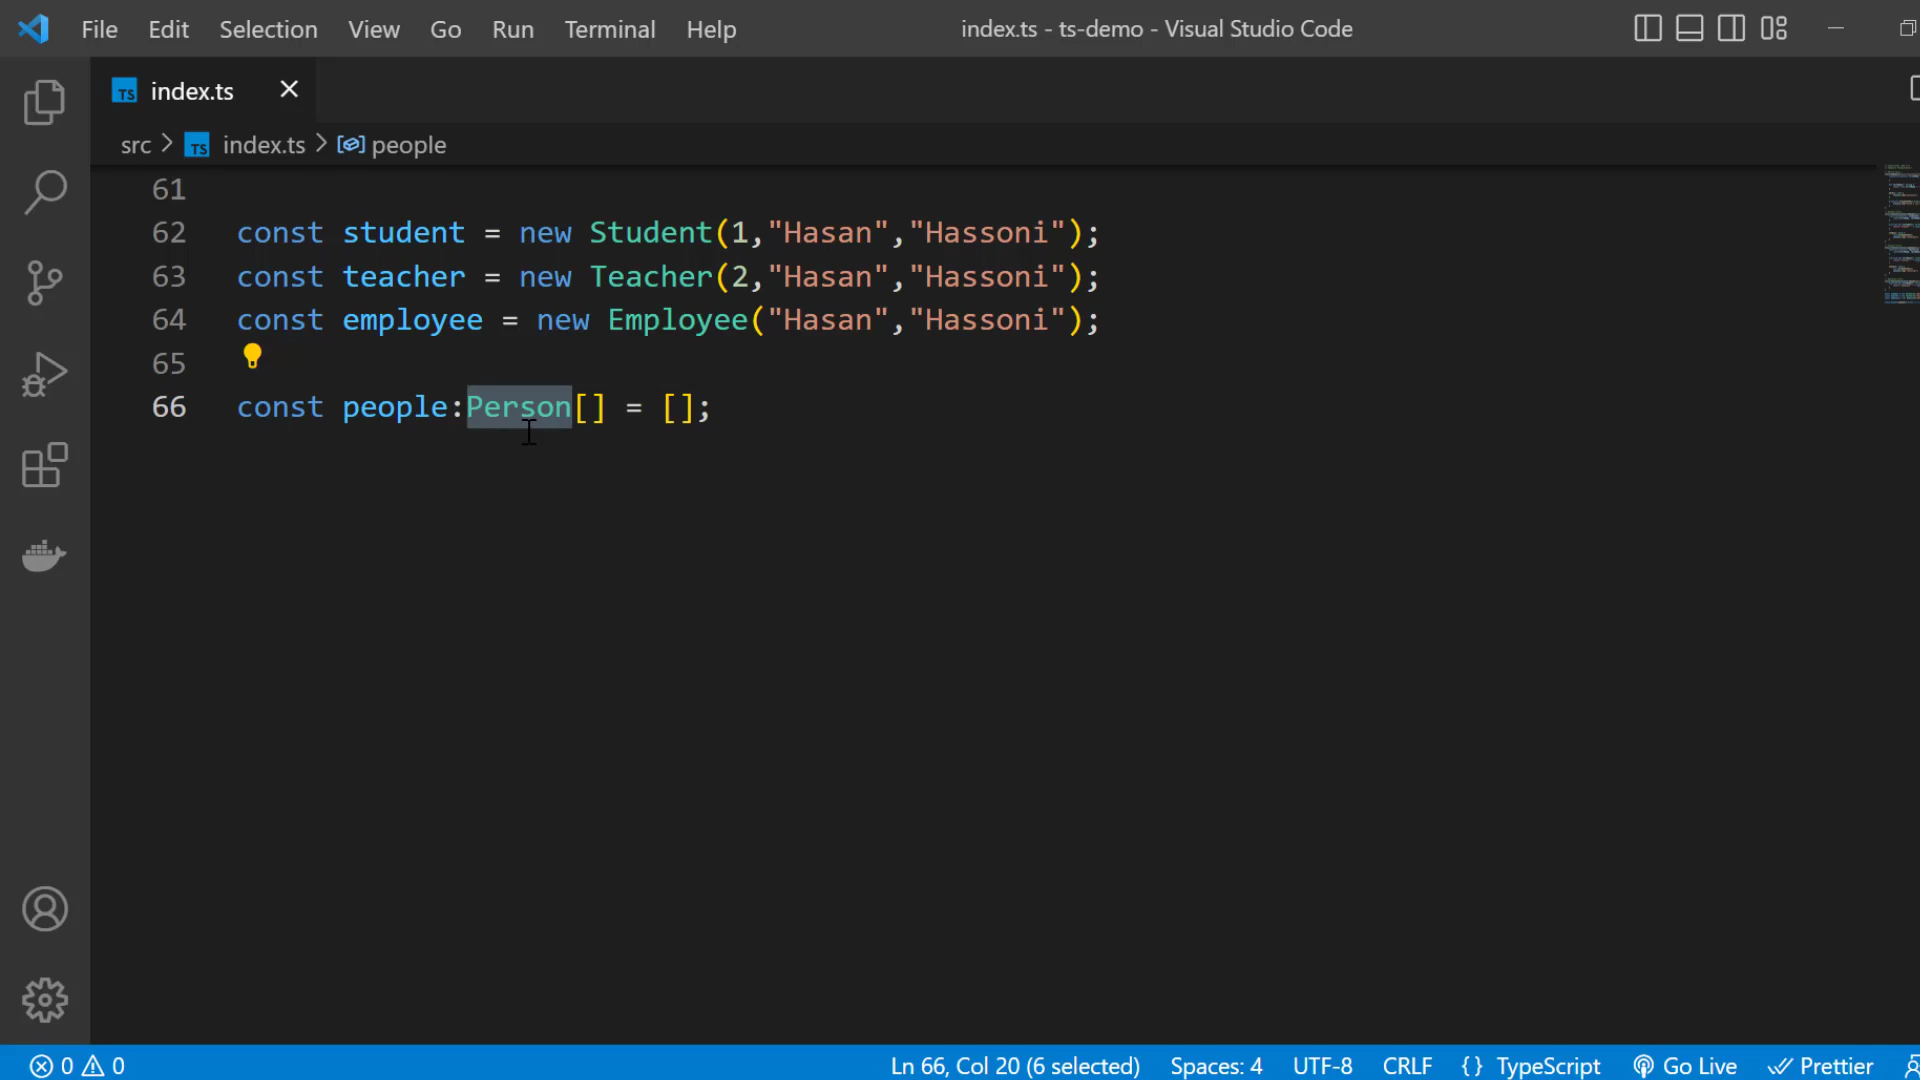 File Edit Selection View Go Run Terminal Help index.ts - ts-demo - Visual Studio Code
TS index.ts
src > TS index.ts > people
61
62 const student = new Student(1,"Hasan","Hassoni");
63 const teacher = new Teacher(2,"Hasan","Hassoni");
64 const employee = new Employee("Hasan","Hassoni");
65
66 const people:Person[] = [];
0 0 Ln 66, Col 20 (6 selected) Spaces: 4 UTF-8 CRLF {} TypeScript Go Live Prettier